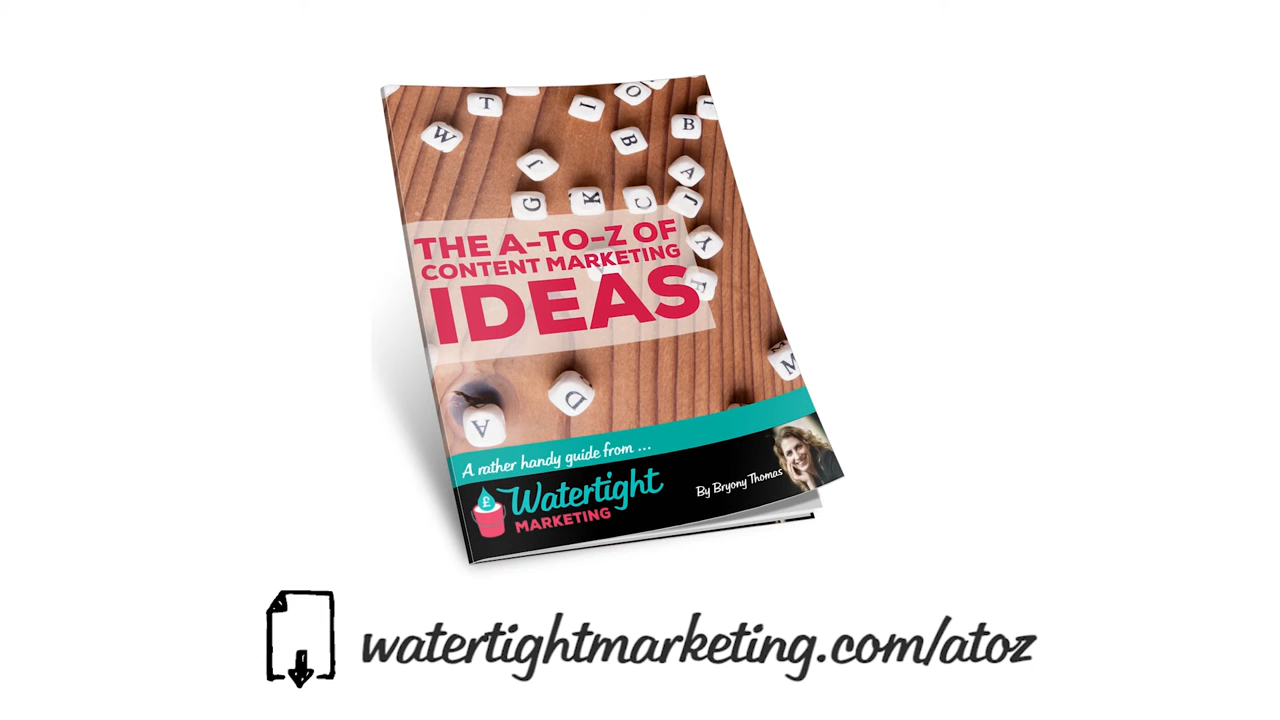 W
T
I
O
I
J
B
B
A
G
K
C
J
Y
THE A-TO-Z OF
CONTENT MARKETING
IDEAS
D
M
A
A rather handy guide from ...
£
Watertight
MARKETING
By Bryony Thomas
watertightmarketing.com/atoz